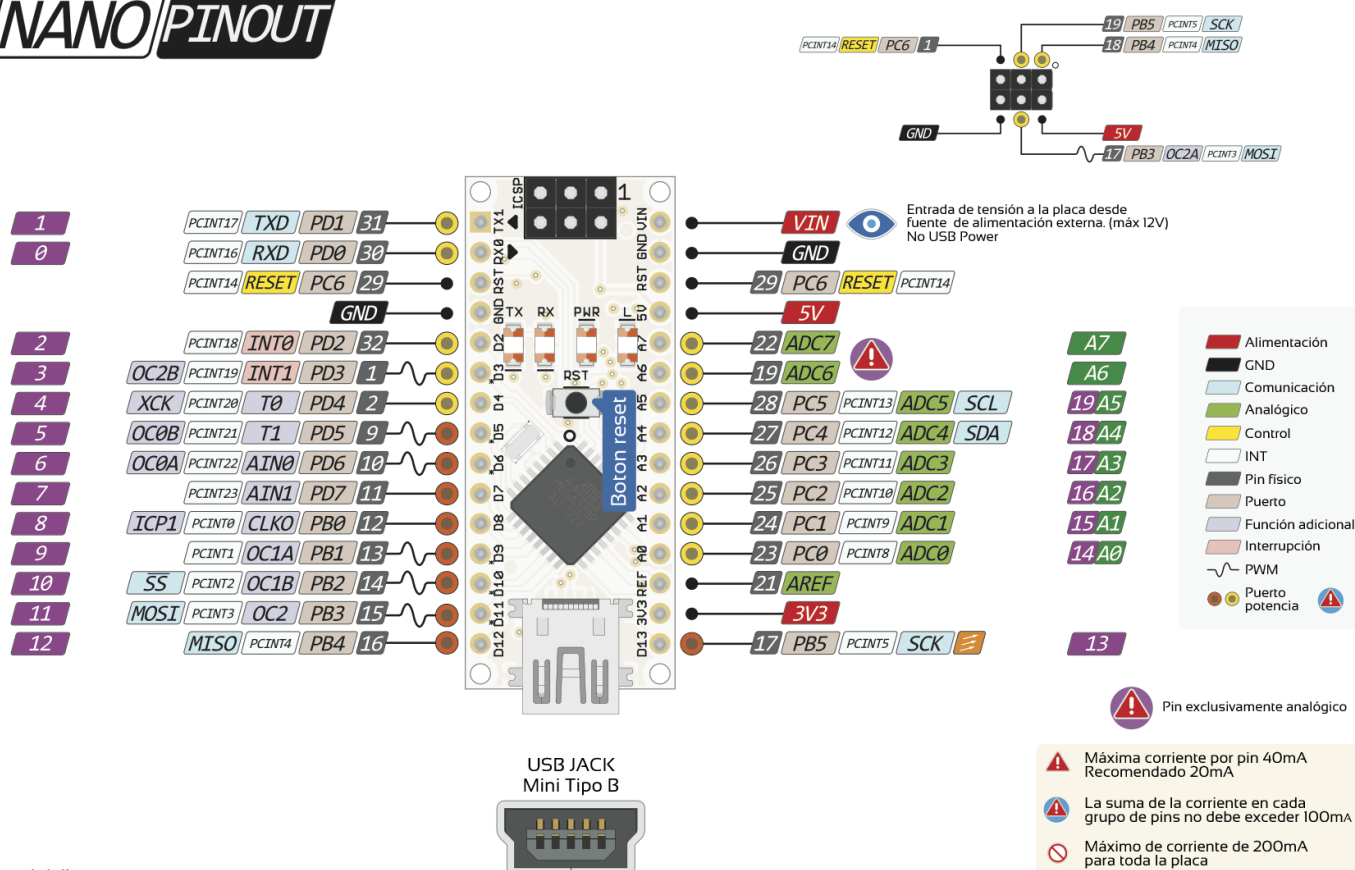 NANO PINOUT
19 PB5 PCINT5 SCK
PCINT14 RESET PC6 1
18 PB4 PCINT4 MISO
GND
5V
17 PB3 OC2A PCINT3 MOSI
ICSP
1
1 PCINT17 TXD PD1 31 TX1
VIN VIN
Entrada de tensión a la placa desde
fuente de alimentación externa. (máx 12V)
No USB Power
0 PCINT16 RXD PD0 30 RX0
GND GND
PCINT14 RESET PC6 29 RST
RST 29 PC6 RESET PCINT14
GND GND
5V 5V
TX RX PWR L
2 PCINT18 INT0 PD2 32 D2
A7 22 ADC7 A7
3 OC2B PCINT19 INT1 PD3 1 *D3
A6 19 ADC6 A6
RST
4 XCK PCINT20 T0 PD4 2 D4
A5 28 PC5 PCINT13 ADC5 SCL 19 A5
5 OC0B PCINT21 T1 PD5 9 *D5
A4 27 PC4 PCINT12 ADC4 SDA 18 A4
6 OC0A PCINT22 AIN0 PD6 10 *D6
A3 26 PC3 PCINT11 ADC3 17 A3
7 PCINT23 AIN1 PD7 11 D7
A2 25 PC2 PCINT10 ADC2 16 A2
8 ICP1 PCINT0 CLKO PB0 12 D8
A1 24 PC1 PCINT9 ADC1 15 A1
9 PCINT1 OC1A PB1 13 *D9
A0 23 PC0 PCINT8 ADC0 14 A0
10 SS PCINT2 OC1B PB2 14 *D10
REF 21 AREF
11 MOSI PCINT3 OC2 PB3 15 *D11
3V3 3V3
12 MISO PCINT4 PB4 16 D12
D13 17 PB5 PCINT5 SCK 13
Boton reset
Alimentación
GND
Comunicación
Analógico
Control
INT
Pin físico
Puerto
Función adicional
Interrupción
PWM
Puerto
potencia
Pin exclusivamente analógico
USB JACK
Mini Tipo B
Máxima corriente por pin 40mA
Recomendado 20mA
La suma de la corriente en cada
grupo de pins no debe exceder 100mA
Máximo de corriente de 200mA
para toda la placa